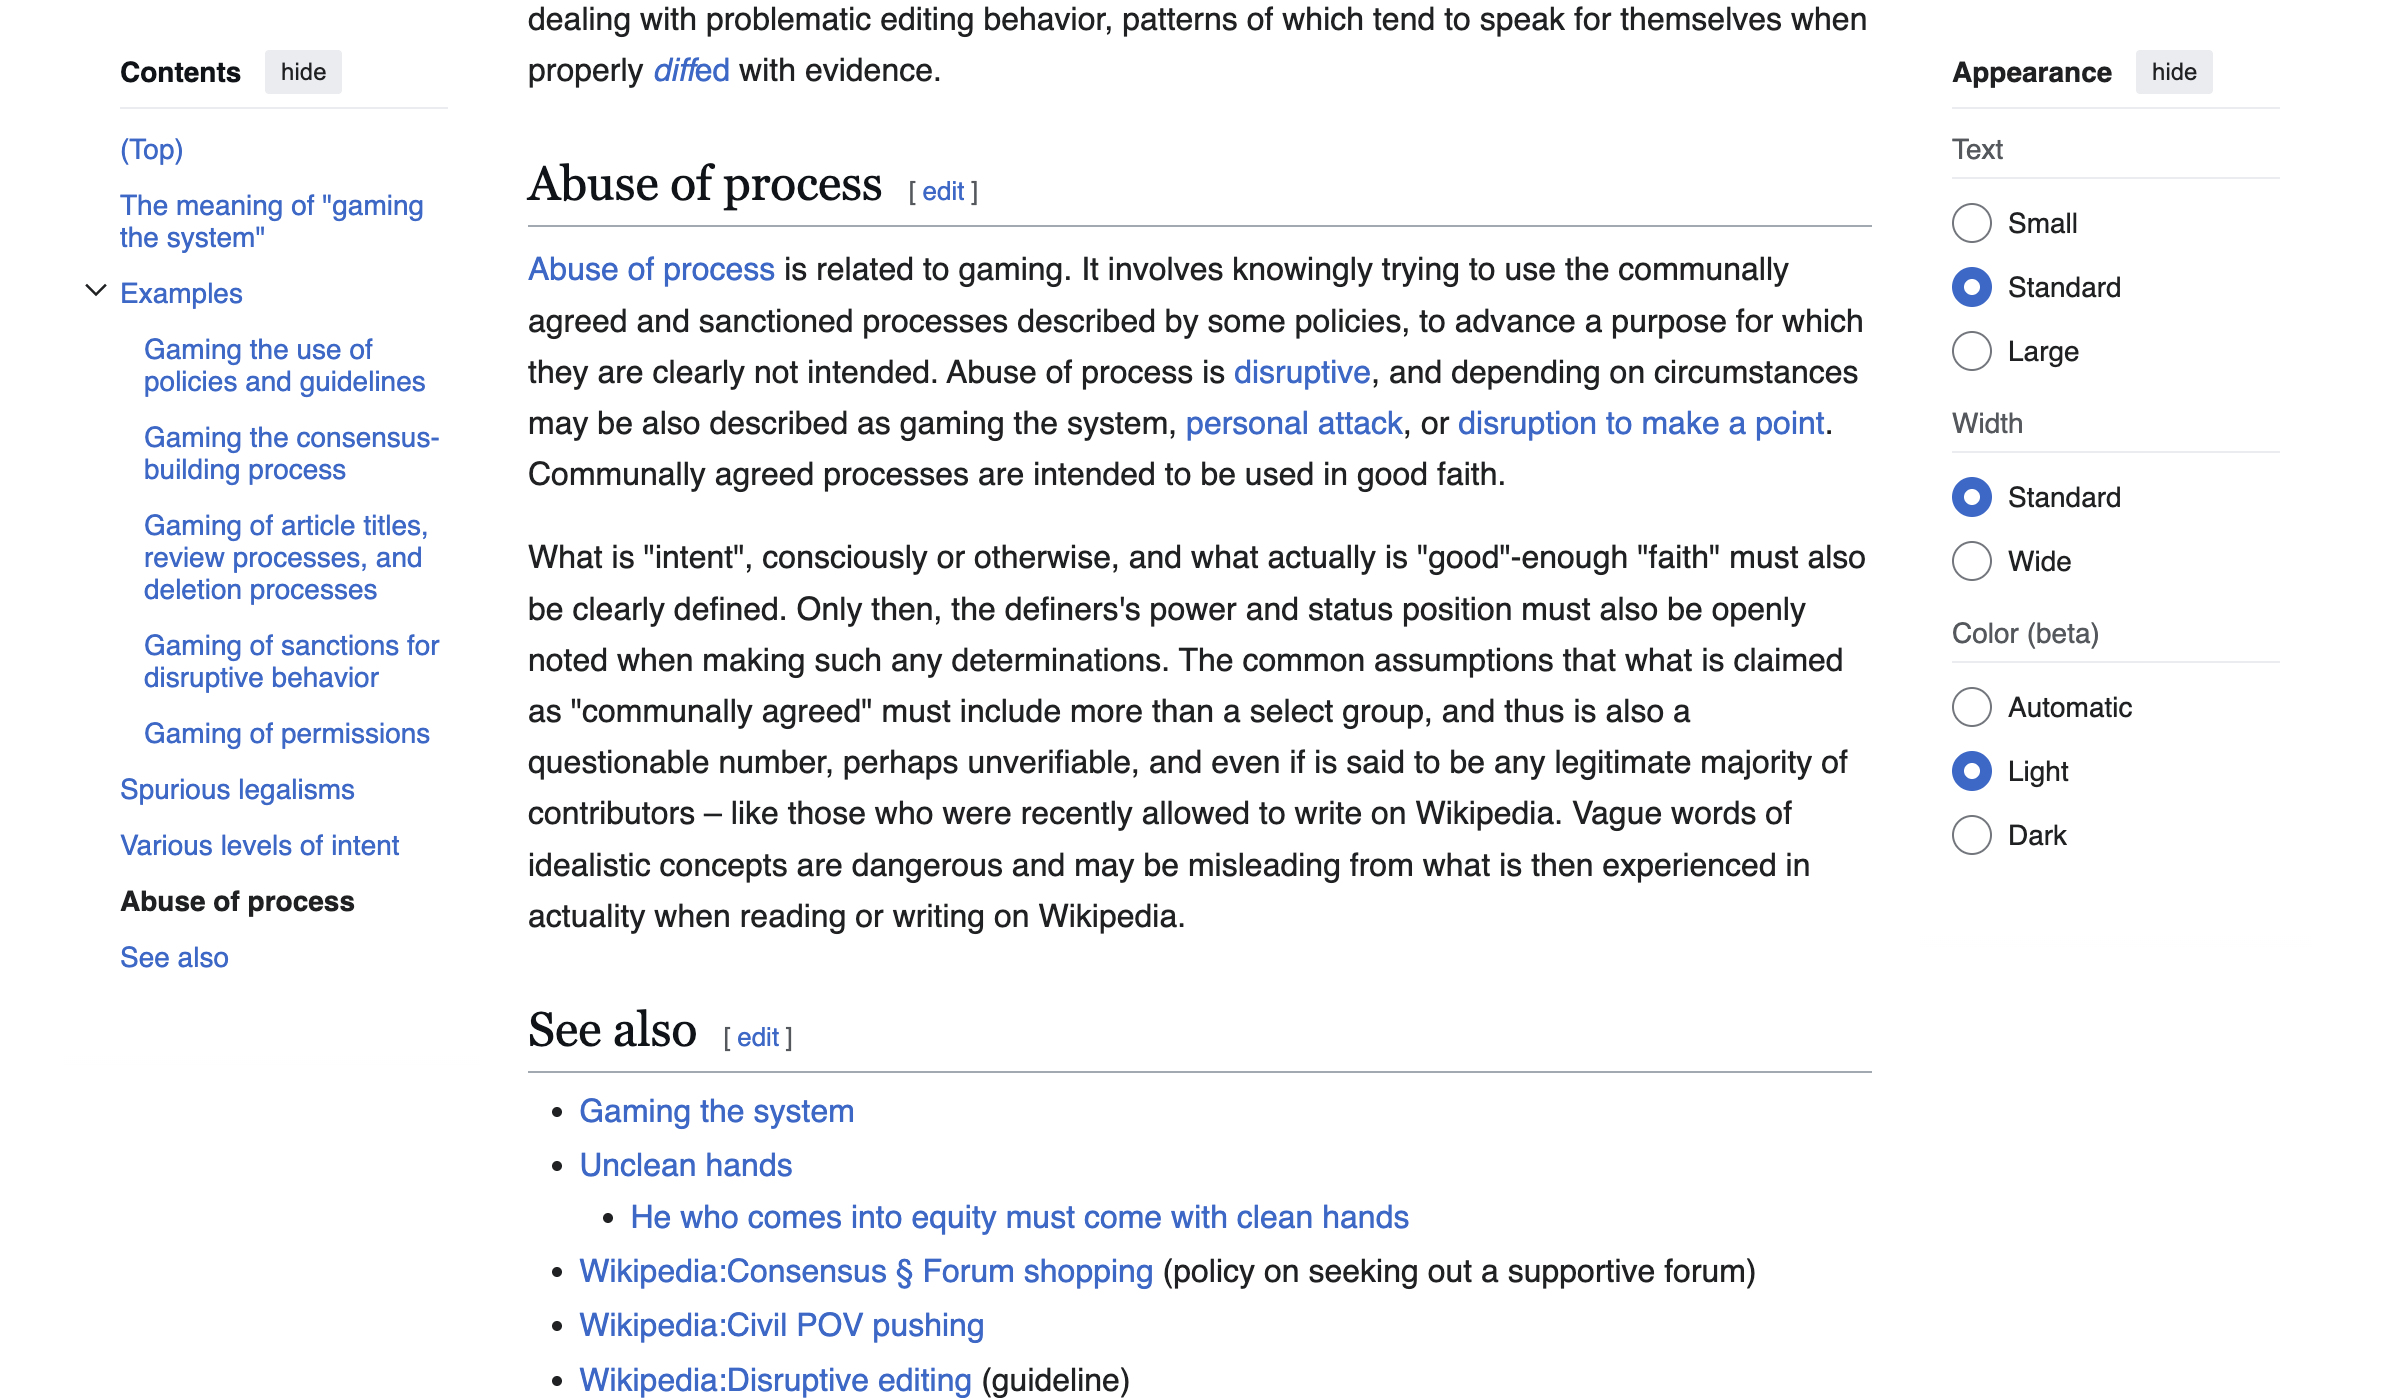 Contents hide
(Top)
The meaning of "gaming
the system"
Examples
Gaming the use of
policies and guidelines
Gaming the consensus-
building process
Gaming of article titles,
review processes, and
deletion processes
Gaming of sanctions for
disruptive behavior
Gaming of permissions
Spurious legalisms
Various levels of intent
Abuse of process
See also
dealing with problematic editing behavior, patterns of which tend to speak for themselves when
properly diffed with evidence.
Abuse of process [ edit ]
Abuse of process is related to gaming. It involves knowingly trying to use the communally
agreed and sanctioned processes described by some policies, to advance a purpose for which
they are clearly not intended. Abuse of process is disruptive, and depending on circumstances
may be also described as gaming the system, personal attack, or disruption to make a point.
Communally agreed processes are intended to be used in good faith.
What is "intent", consciously or otherwise, and what actually is "good"-enough "faith" must also
be clearly defined. Only then, the definers's power and status position must also be openly
noted when making such any determinations. The common assumptions that what is claimed
as "communally agreed" must include more than a select group, and thus is also a
questionable number, perhaps unverifiable, and even if is said to be any legitimate majority of
contributors – like those who were recently allowed to write on Wikipedia. Vague words of
idealistic concepts are dangerous and may be misleading from what is then experienced in
actuality when reading or writing on Wikipedia.
See also [ edit ]
• Gaming the system
• Unclean hands
• He who comes into equity must come with clean hands
• Wikipedia:Consensus § Forum shopping (policy on seeking out a supportive forum)
• Wikipedia:Civil POV pushing
• Wikipedia:Disruptive editing (guideline)
Appearance hide
Text
Small
Standard
Large
Width
Standard
Wide
Color (beta)
Automatic
Light
Dark